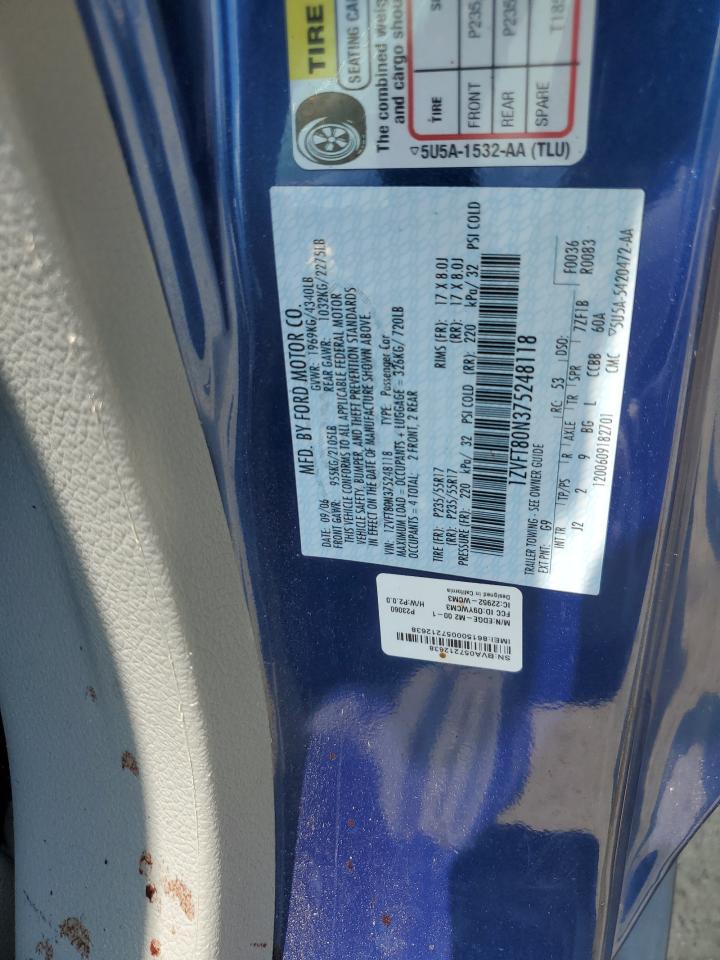 TIRE
SEATING CA
The combined weig
and cargo shou
TIRE
FRONT P235
REAR P235
SPARE T18
▽5U5A-1532-AA (TLU)
MFD. BY FORD MOTOR CO.
DATE: 09/06 GVWR: 1969KG/4340LB
FRONT GAWR: 955KG/2105LB REAR GAWR: 1032KG/2275LB
THIS VEHICLE CONFORMS TO ALL APPLICABLE FEDERAL MOTOR
VEHICLE SAFETY, BUMPER, AND THEFT PREVENTION STANDARDS
IN EFFECT ON THE DATE OF MANUFACTURE SHOWN ABOVE.
VIN: 1ZVFT80N375248118 TYPE: Passenger Car
MAXIMUM LOAD = OCCUPANTS + LUGGAGE = 326KG/ 720LB
OCCUPANTS = 4 TOTAL: 2 FRONT, 2 REAR
TIRE (FR): P235/55R17 RIMS (FR): 17 X 8.0J
(RR): P235/55R17 (RR): 17 X 8.0J
PRESSURE (FR): 220 kPa/ 32 PSI COLD (RR): 220 kPa/ 32 PSI COLD
1ZVFT80N375248118
TRAILER TOWING - SEE OWNER GUIDE
EXT PNT: G9 RC: 53 DSO: F0036
INT TR TP/PS R AXLE TR SPR 7ZF1B R0083
J2 2 9 BG L CCBB 60A
1200609182701 CMC ▽5U5A-5420472-AA
SN:BVA057212638
IMEI:861500057212638
M/N:EDGE-M2 00-1
FCC ID:O9YWCM3
IC:22952-WCM3
Designed in California
P23060
H/W:P2.0.0